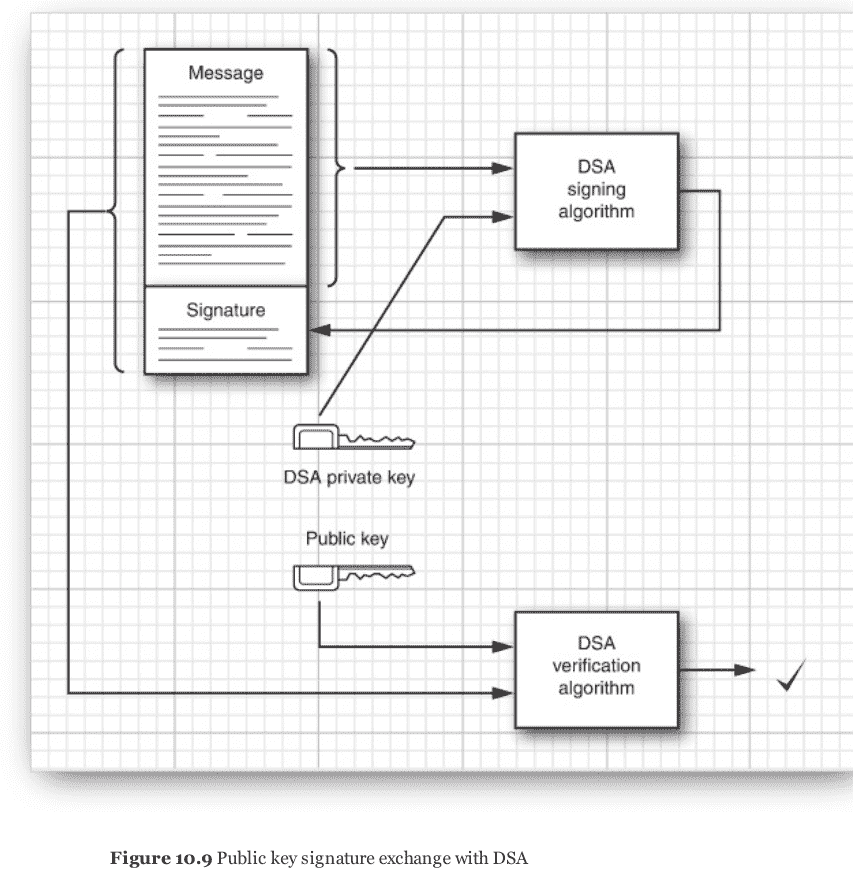 Message
DSA
signing
algorithm
Signature
DSA private key
Public key
DSA
verification
algorithm
Figure 10.9 Public key signature exchange with DSA